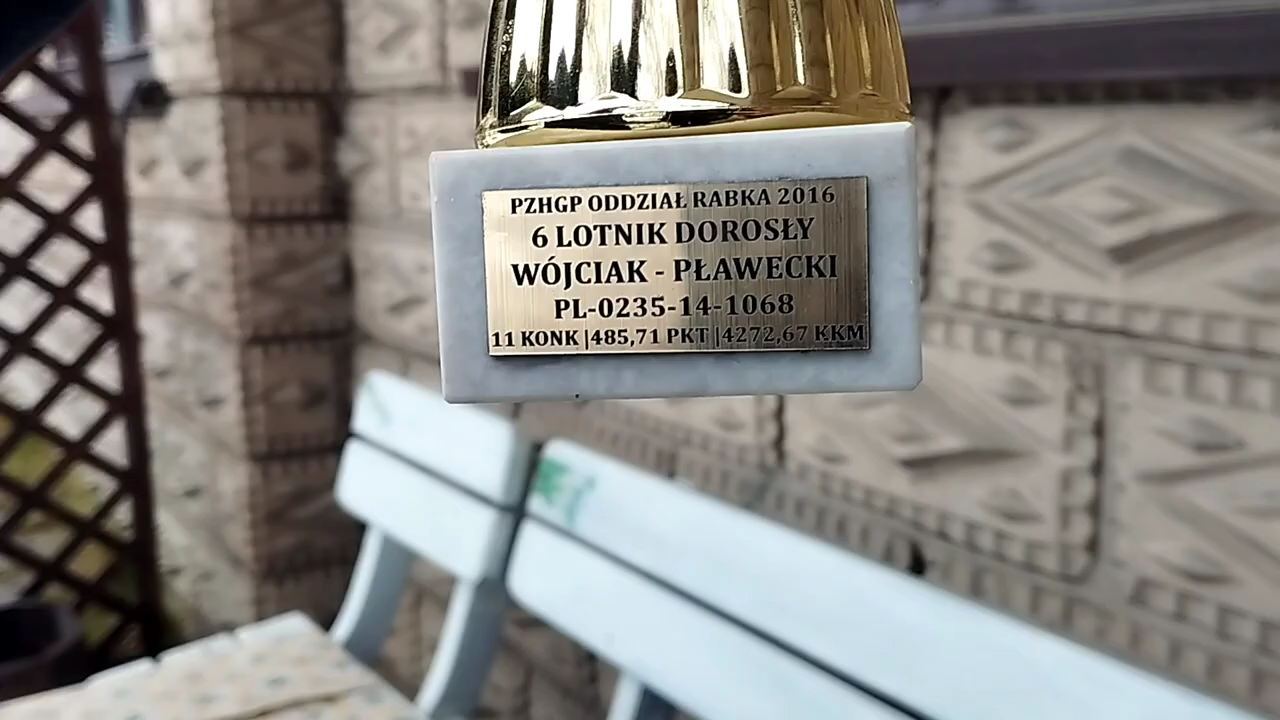 PZHGP ODDZIAŁ RABKA 2016
6 LOTNIK DOROSŁY
WÓJCIAK - PŁAWECKI
PL-0235-14-1068
11 KONK |485,71 PKT |4272,67 KKM